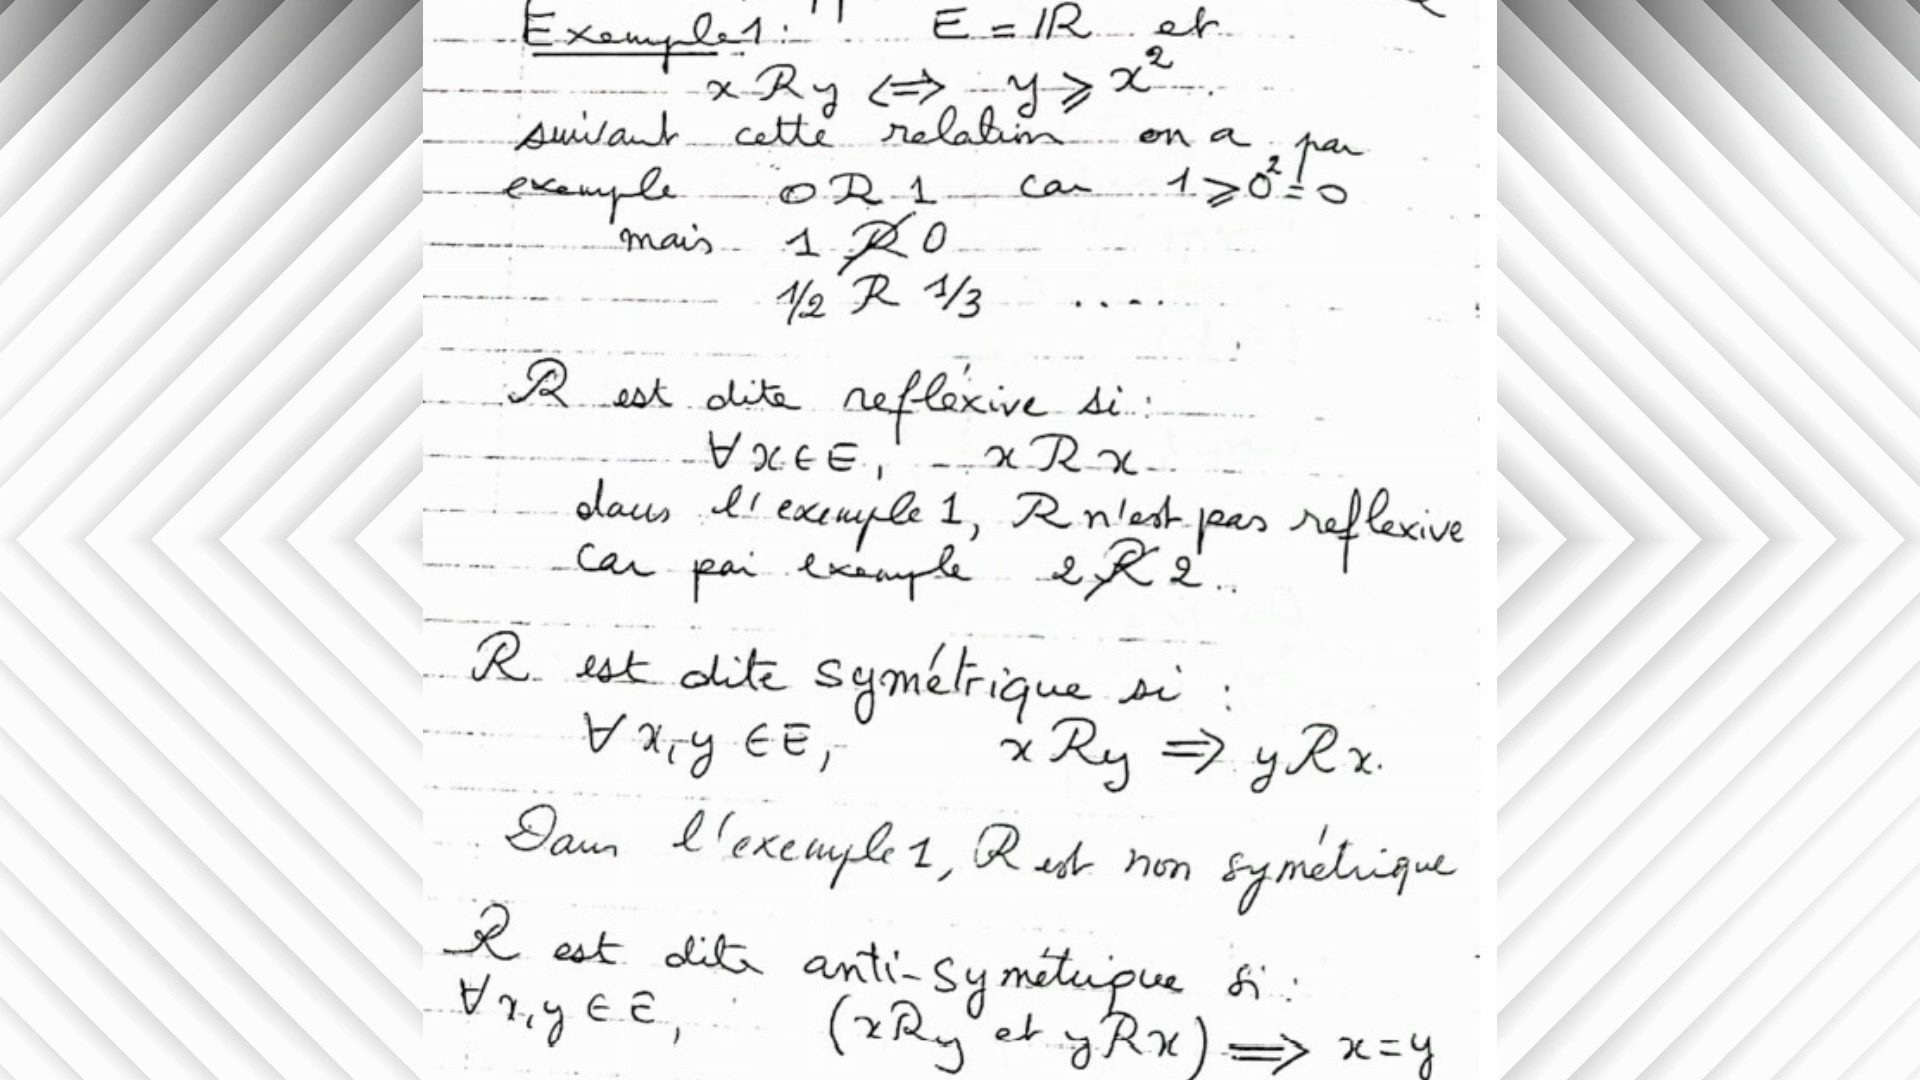 Exemple 1 : E = ℝ et
x R y ⟺ y ⩾ x²
suivant cette relation on a par
exemple 0 R 1 car 1 ⩾ 0² = 0
mais 1 R̸ 0
1/2 R 1/3 ....
R est dite refléxive si :
∀ x ∈ E, x R x
dans l'exemple 1, R n'est pas reflexive
car par exemple 2 R̸ 2..
R est dite symétrique si :
∀ x, y ∈ E, x R y ⟹ y R x.
Dans l'exemple 1, R est non symétrique
R est dite anti-symétrique si :
∀ x, y ∈ E, (x R y et y R x) ⟹ x = y